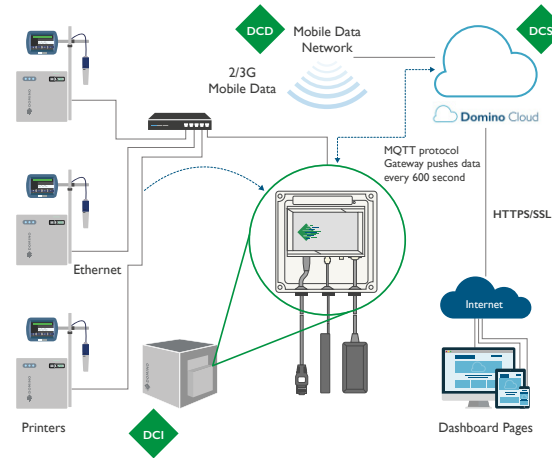 DCD
Mobile Data
Network
2/3G
Mobile Data
DCS
Domino Cloud
MQTT protocol
Gateway pushes data
every 600 second
HTTPS/SSL
Ethernet
Internet
Printers
DCI
Dashboard Pages